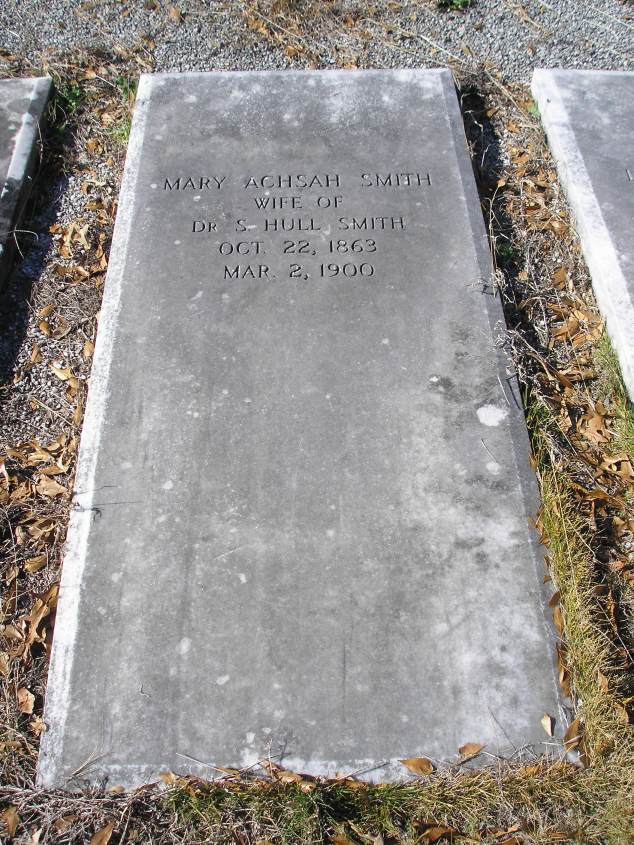 MARY ACHSAH SMITH
WIFE OF
DR S. HULL SMITH
OCT. 22, 1863
MAR. 2, 1900